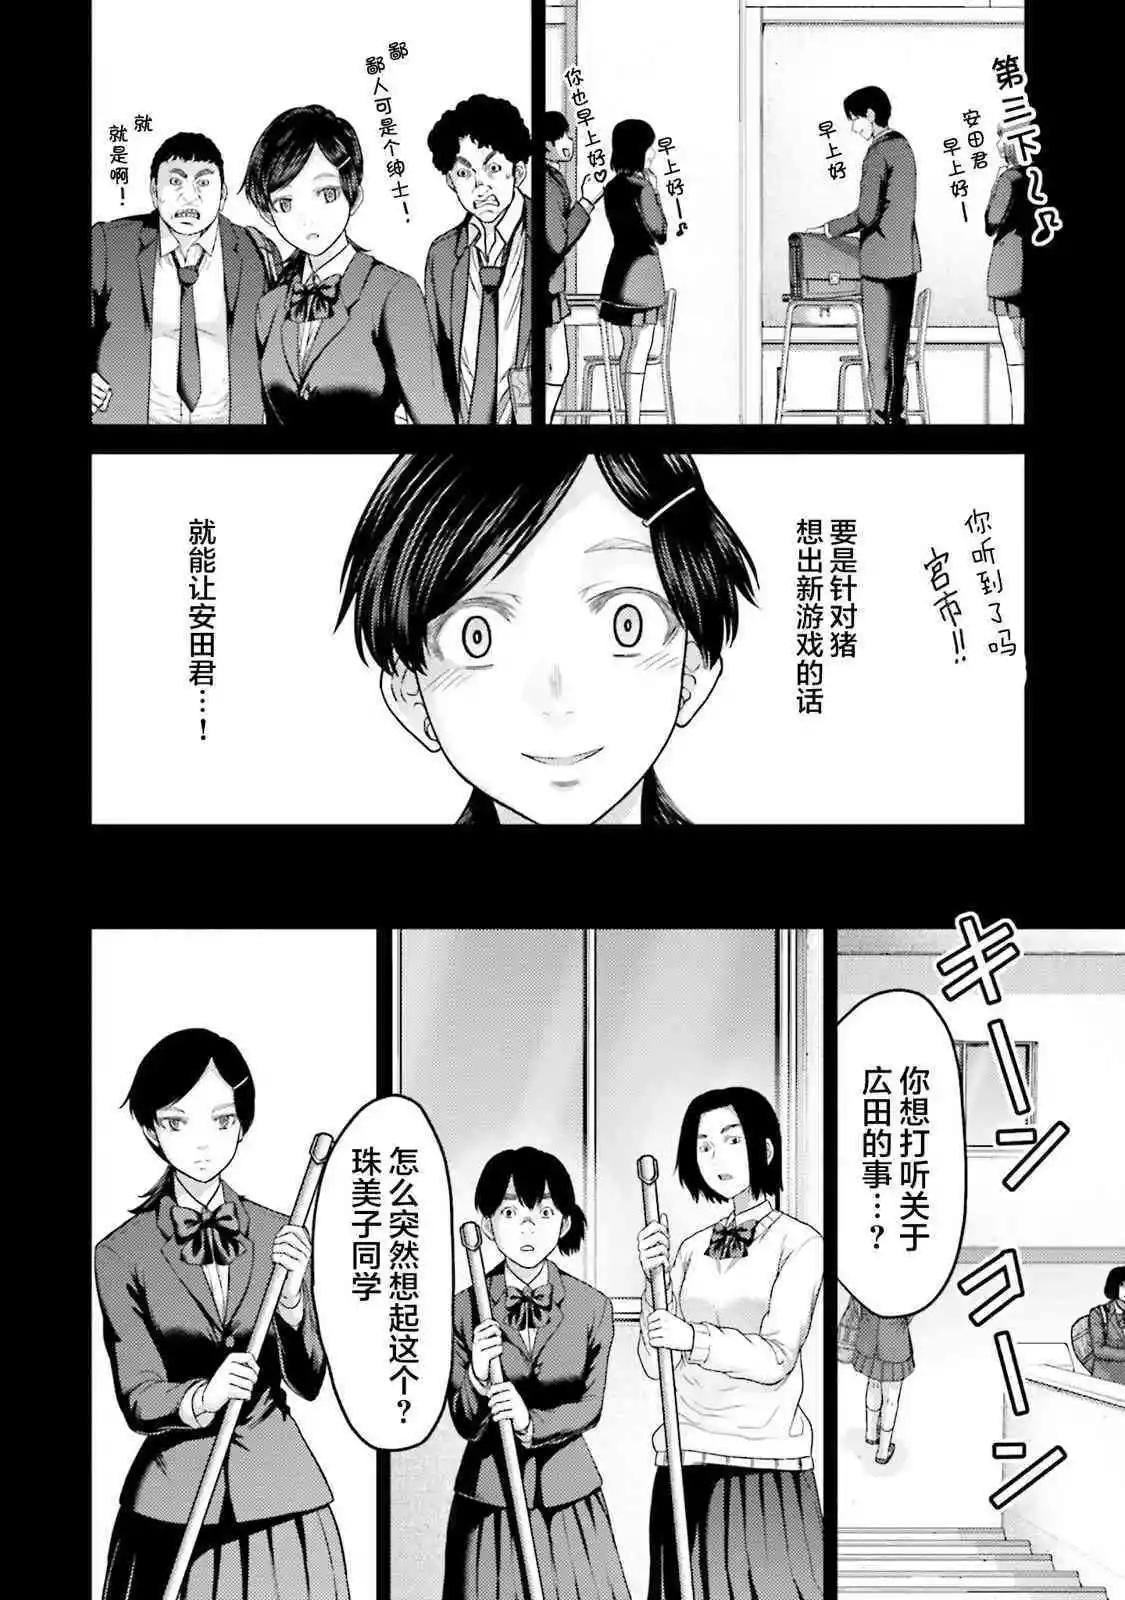 第三下~♪
安田君
早上好ー
早上好
早上好ー♪
你也早上好♡
鄙
鄙人可是个绅士！
就
就是啊！
你听到了吗
宫市!!
要是针对猪
想出新游戏的话
就能让安田君…！
キーンコーン
你想打听关于
広田的事…？
怎么突然想起这个？
珠美子同学